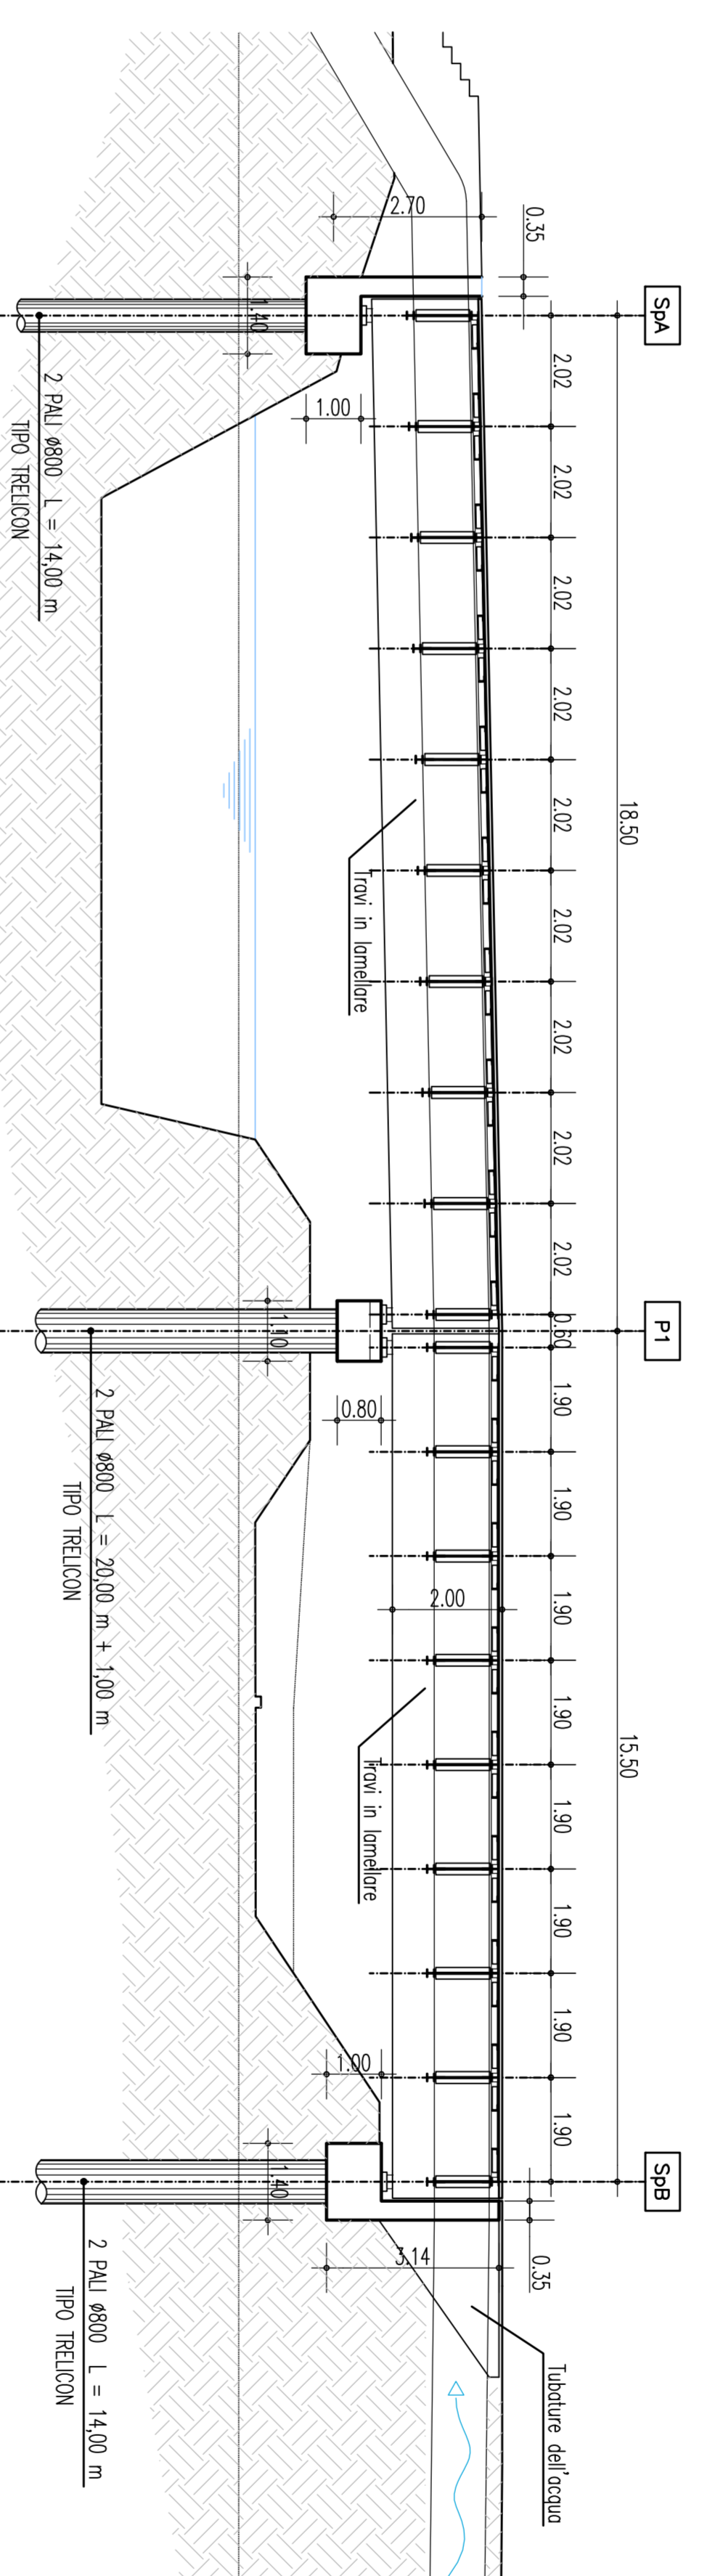 SpA
P1
SpB
18.50
15.50
2.02
2.02
2.02
2.02
2.02
2.02
2.02
2.02
2.02
0.60
1.90
1.90
1.90
1.90
1.90
1.90
1.90
1.90
0.35
0.35
2.70
2.00
3.14
Tubature dell'acqua
Travi in lamellare
Travi in lamellare
1.00
0.80
1.00
1.40
1.10
1.40
2 PALI Ø800 L = 14,00 m
TIPO TRELICON
2 PALI Ø800 L = 20,00 m + 1,00 m
TIPO TRELICON
2 PALI Ø800 L = 14,00 m
TIPO TRELICON